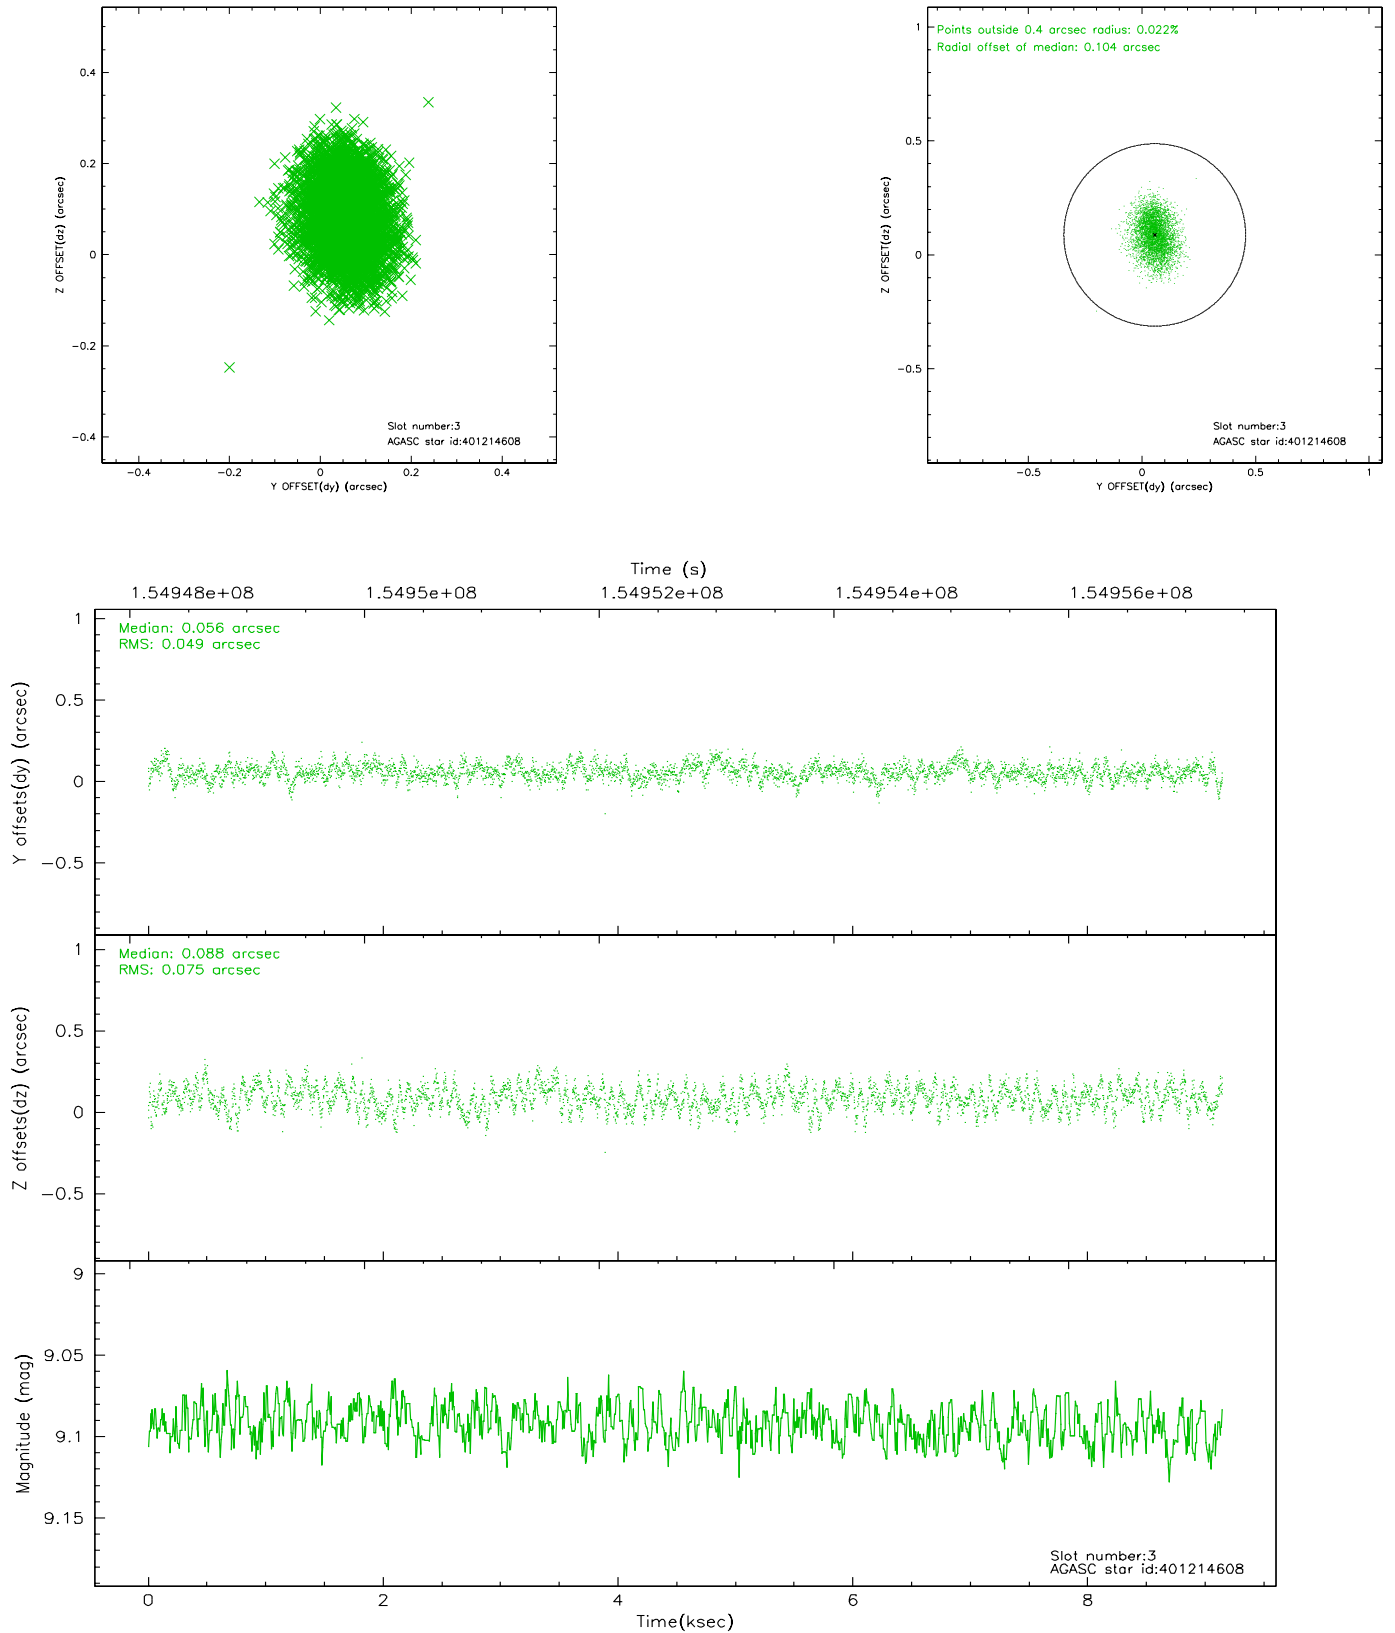 0.4
0.2
0
−0.2
−0.4
Z OFFSET(dz) (arcsec)
Slot number:3
AGASC star id:401214608
−0.4 −0.2 0 0.2 0.4
Y OFFSET(dy) (arcsec)
Points outside 0.4 arcsec radius: 0.022%
Radial offset of median: 0.104 arcsec
1
0.5
0
−0.5
Z OFFSET(dz) (arcsec)
Slot number:3
AGASC star id:401214608
−0.5 0 0.5 1
Y OFFSET(dy) (arcsec)
Time (s)
1.54948e+08 1.5495e+08 1.54952e+08 1.54954e+08 1.54956e+08
Median: 0.056 arcsec
RMS: 0.049 arcsec
1
0.5
0
−0.5
Y offsets(dy) (arcsec)
Median: 0.088 arcsec
RMS: 0.075 arcsec
1
0.5
0
−0.5
Z offsets(dz) (arcsec)
9
9.05
9.1
9.15
Magnitude (mag)
Slot number:3
AGASC star id:401214608
0 2 4 6 8
Time(ksec)